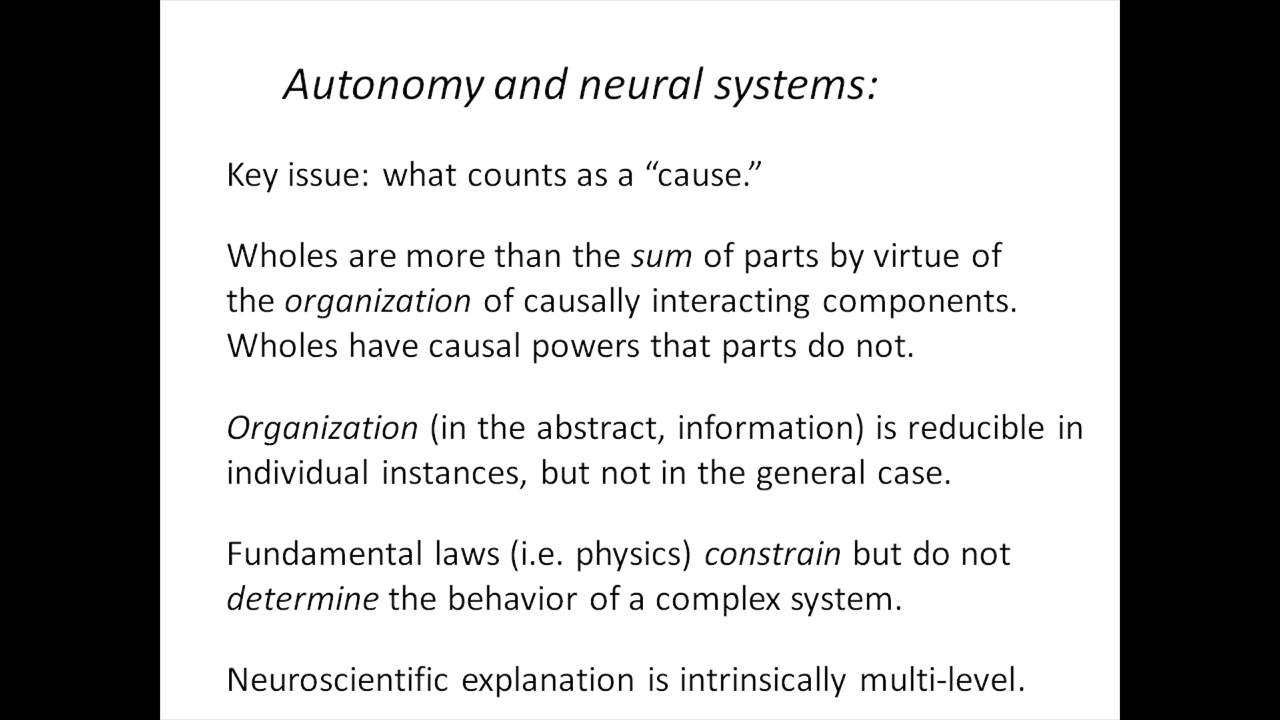 Autonomy and neural systems:
Key issue: what counts as a “cause.”
Wholes are more than the sum of parts by virtue of
the organization of causally interacting components.
Wholes have causal powers that parts do not.
Organization (in the abstract, information) is reducible in
individual instances, but not in the general case.
Fundamental laws (i.e. physics) constrain but do not
determine the behavior of a complex system.
Neuroscientific explanation is intrinsically multi-level.